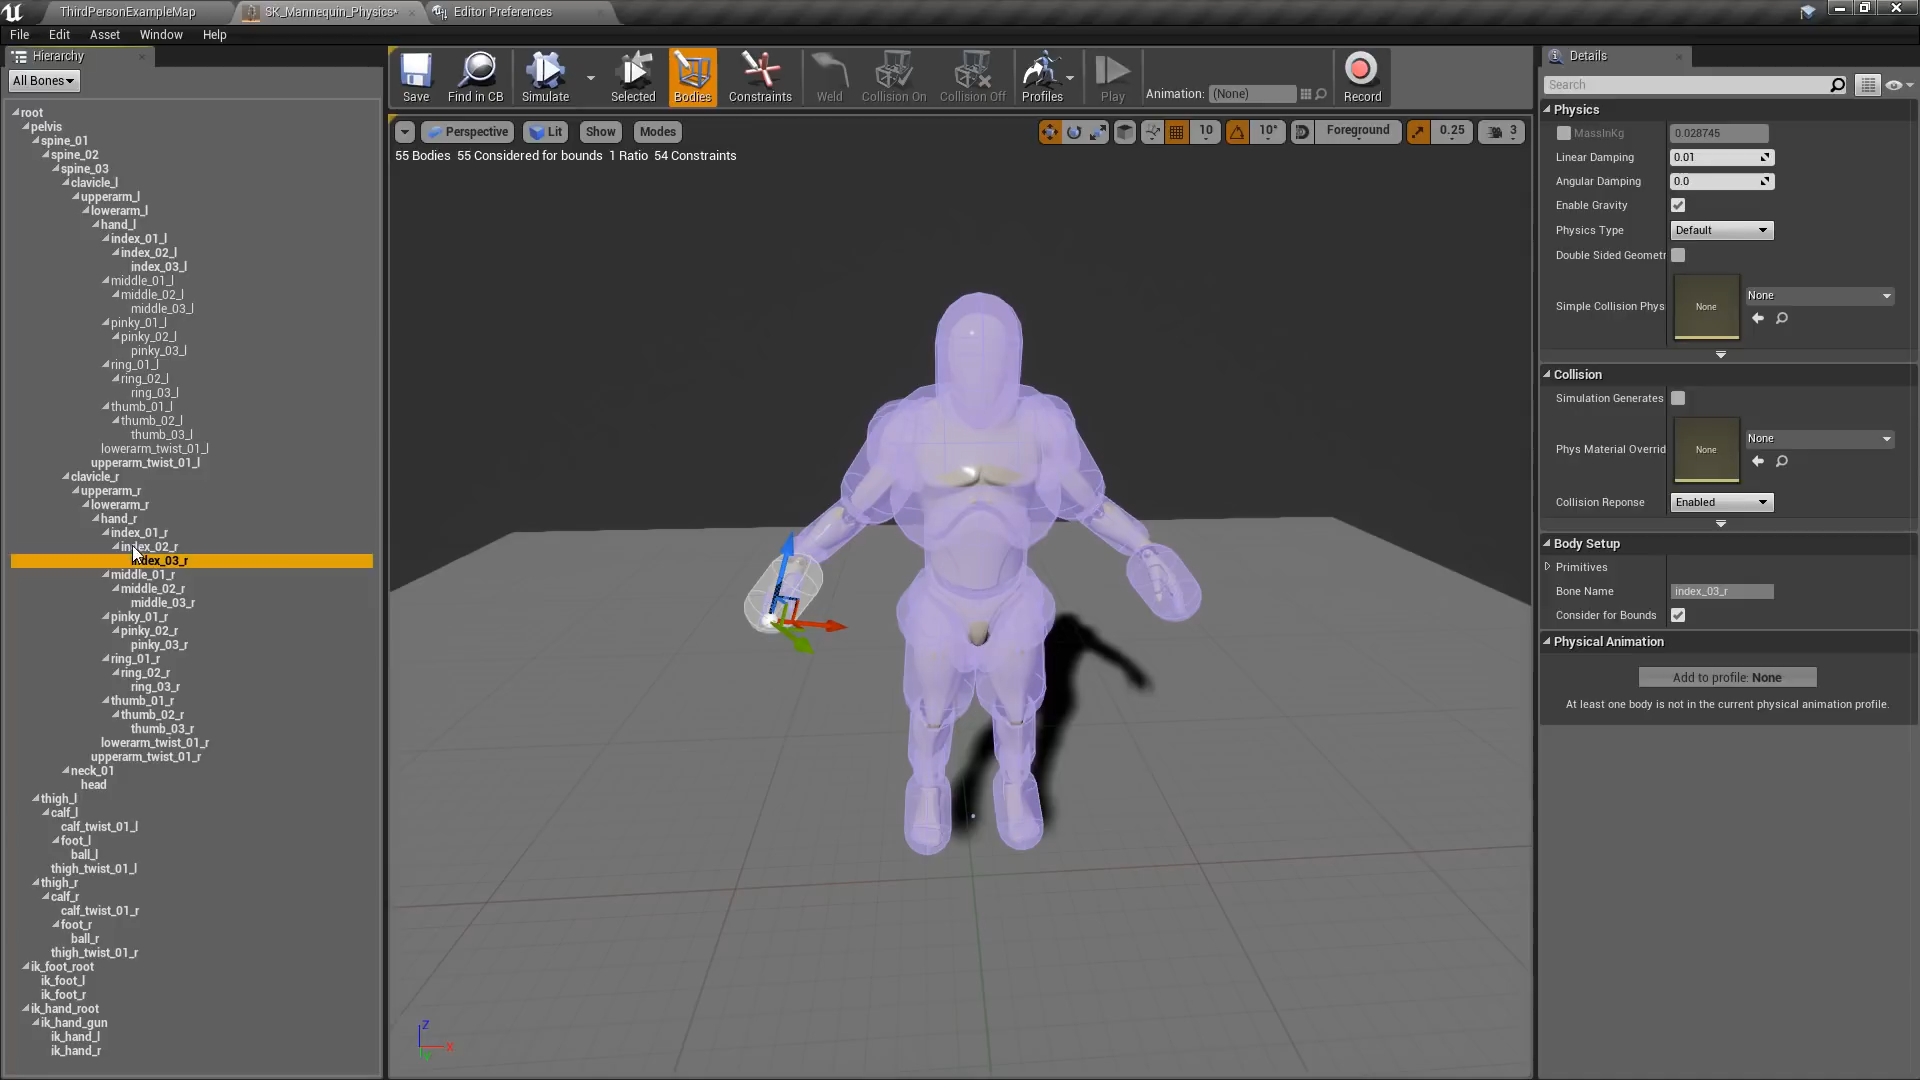 ThirdPersonExampleMap
SK_Mannequin_Physics*
Editor Preferences
File Edit Asset Window Help
Hierarchy
All Bones
root
pelvis
spine_01
spine_02
spine_03
clavicle_l
upperarm_l
lowerarm_l
hand_l
index_01_l
index_02_l
index_03_l
middle_01_l
middle_02_l
middle_03_l
pinky_01_l
pinky_02_l
pinky_03_l
ring_01_l
ring_02_l
ring_03_l
thumb_01_l
thumb_02_l
thumb_03_l
lowerarm_twist_01_l
upperarm_twist_01_l
clavicle_r
upperarm_r
lowerarm_r
hand_r
index_01_r
index_02_r
index_03_r
middle_01_r
middle_02_r
middle_03_r
pinky_01_r
pinky_02_r
pinky_03_r
ring_01_r
ring_02_r
ring_03_r
thumb_01_r
thumb_02_r
thumb_03_r
lowerarm_twist_01_r
upperarm_twist_01_r
neck_01
head
thigh_l
calf_l
calf_twist_01_l
foot_l
ball_l
thigh_twist_01_l
thigh_r
calf_r
calf_twist_01_r
foot_r
ball_r
thigh_twist_01_r
ik_foot_root
ik_foot_l
ik_foot_r
ik_hand_root
ik_hand_gun
ik_hand_l
ik_hand_r
Save Find in CB Simulate Selected Bodies Constraints Weld Collision On Collision Off Profiles Play Animation: (None) Record
Perspective Lit Show Modes 10 10° Foreground 0.25 3
55 Bodies 55 Considered for bounds 1 Ratio 54 Constraints
Z
X
Y
Details
Search
Physics
MassInKg 0.028745
Linear Damping 0.01
Angular Damping 0.0
Enable Gravity
Physics Type Default
Double Sided Geometr
Simple Collision Phys None None
Collision
Simulation Generates
Phys Material Overrid None None
Collision Reponse Enabled
Body Setup
Primitives
Bone Name index_03_r
Consider for Bounds
Physical Animation
Add to profile: None
At least one body is not in the current physical animation profile.